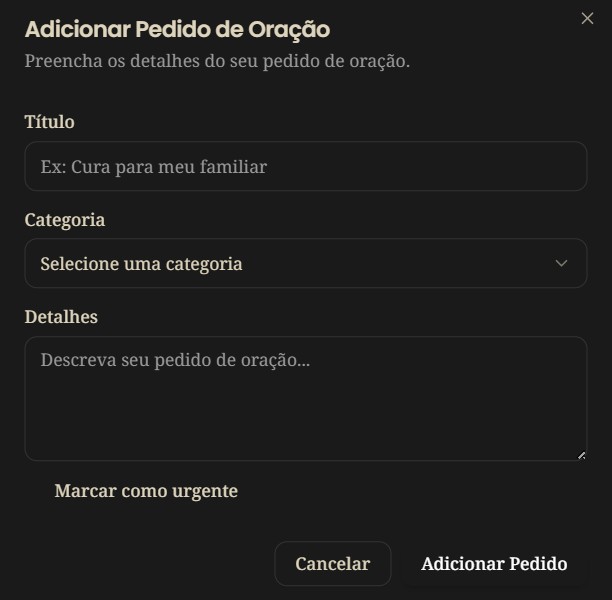 Adicionar Pedido de Oração
Preencha os detalhes do seu pedido de oração.
Título
Ex: Cura para meu familiar
Categoria
Selecione uma categoria
Detalhes
Descreva seu pedido de oração...
Marcar como urgente
Cancelar
Adicionar Pedido